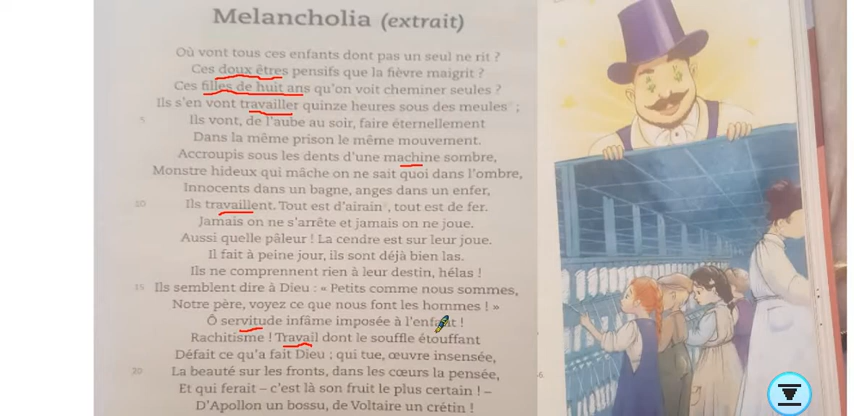 Melancholia (extrait)
Où vont tous ces enfants dont pas un seul ne rit ?
Ces doux êtres pensifs que la fièvre maigrit ?
Ces filles de huit ans qu'on voit cheminer seules ?
Ils s'en vont travailler quinze heures sous des meules ;
5 Ils vont, de l'aube au soir, faire éternellement
Dans la même prison le même mouvement.
Accroupis sous les dents d'une machine sombre,
Monstre hideux qui mâche on ne sait quoi dans l'ombre,
Innocents dans un bagne, anges dans un enfer,
10 Ils travaillent. Tout est d'airain, tout est de fer.
Jamais on ne s'arrête et jamais on ne joue.
Aussi quelle pâleur ! La cendre est sur leur joue.
Il fait à peine jour, ils sont déjà bien las.
Ils ne comprennent rien à leur destin, hélas !
15 Ils semblent dire à Dieu : « Petits comme nous sommes,
Notre père, voyez ce que nous font les hommes ! »
Ô servitude infâme imposée à l'enfant !
Rachitisme ! Travail dont le souffle étouffant
Défait ce qu'a fait Dieu ; qui tue, œuvre insensée,
20 La beauté sur les fronts, dans les cœurs la pensée,
Et qui ferait – c'est là son fruit le plus certain ! –
D'Apollon un bossu, de Voltaire un crétin !